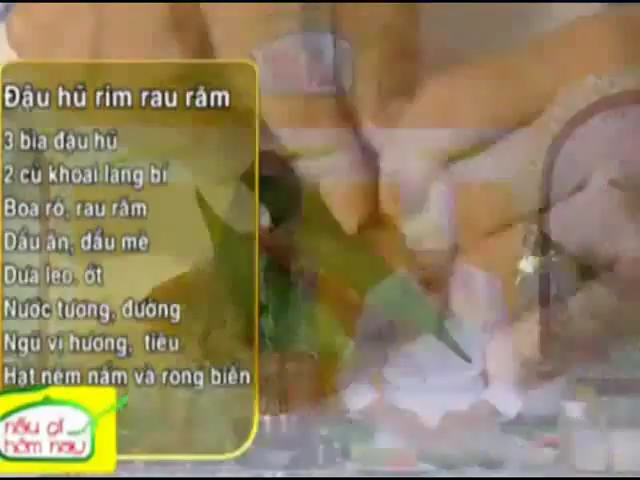 Đậu hũ rim rau răm
3 bìa đậu hũ
2 củ khoai lang bí
Boa rô, rau răm
Dầu ăn, dầu mè
Dưa leo, ớt
Nước tương, đường
Ngũ vị hương, tiêu
Hạt nêm nấm và rong biển
nấu gì
hôm nay